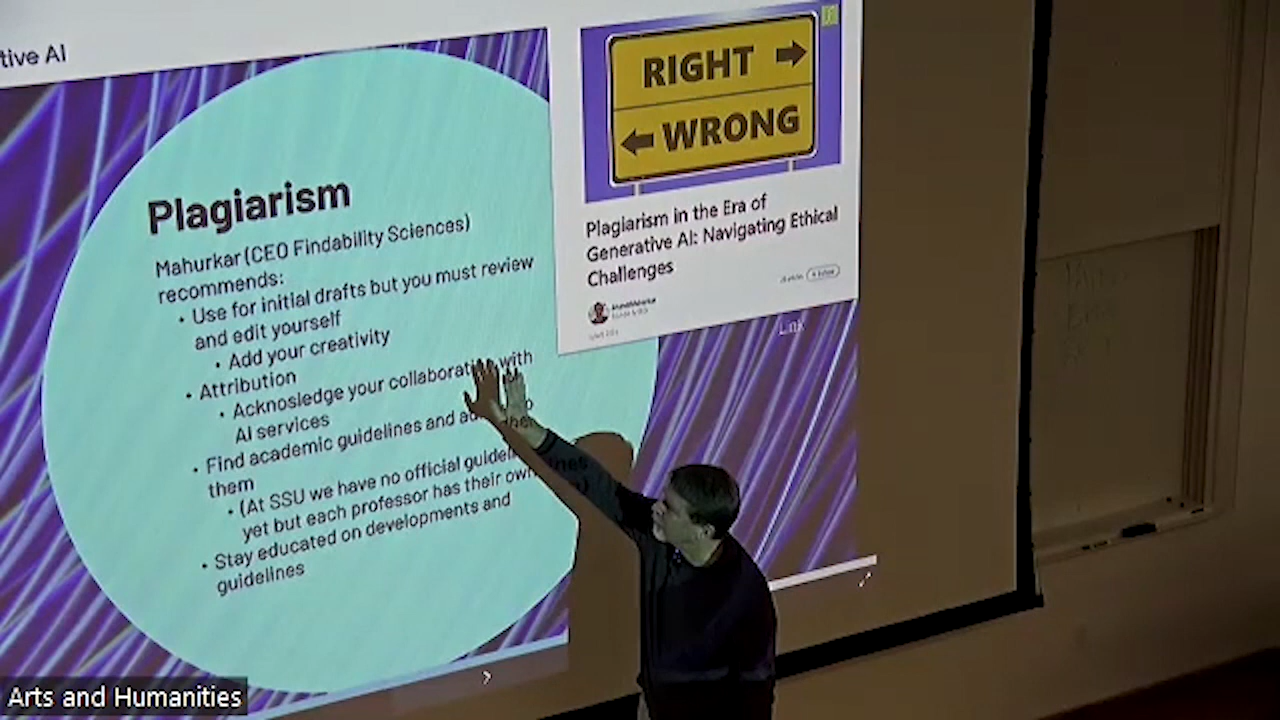 tive AI
Plagiarism
Mahurkar (CEO Findability Sciences)
recommends:
• Use for initial drafts but you must review
and edit yourself
• Add your creativity
• Attribution
• Acknosledge your collaboration with
AI services
• Find academic guidelines and
them
• (At SSU we have no official
yet but each professor has their own
• Stay educated on developments and
guidelines
RIGHT →
← WRONG
Plagiarism in the Era of
Generative AI: Navigating Ethical
Challenges
Link
Arts and Humanities